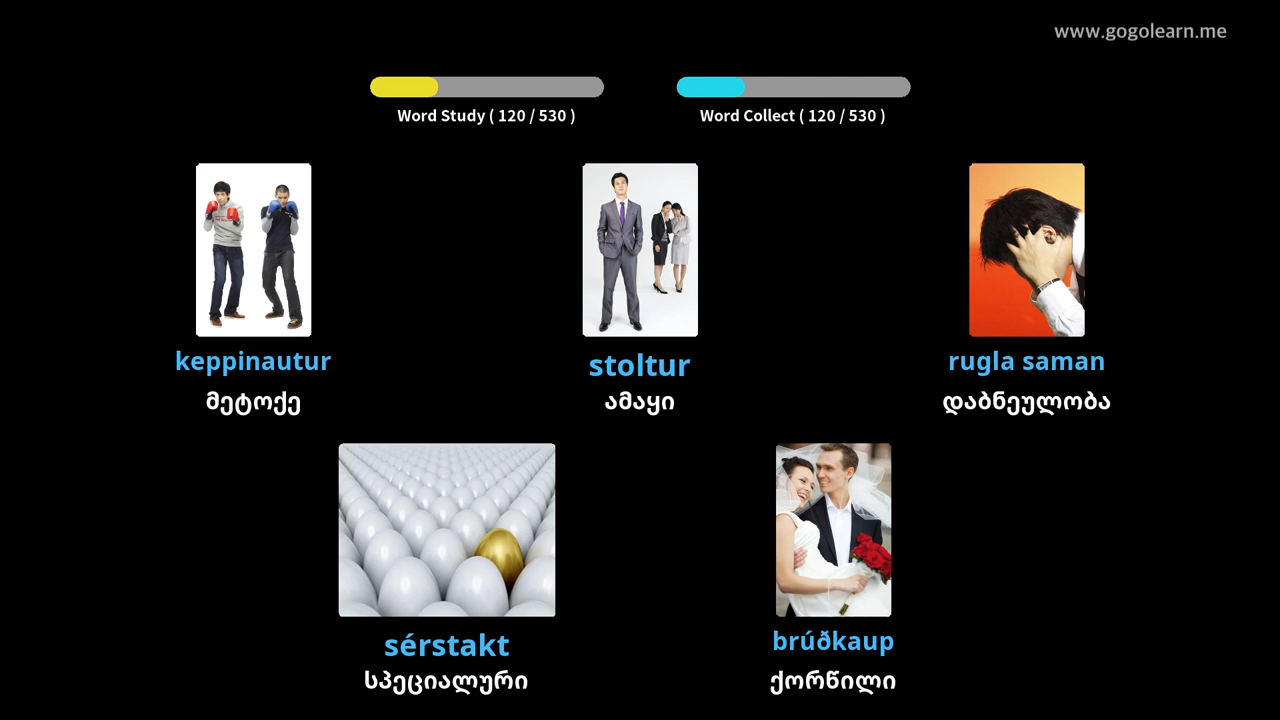 www.gogolearn.me
Word Study ( 120 / 530 )
Word Collect ( 120 / 530 )
keppinautur
მეტოქე
stoltur
ამაყი
rugla saman
დაბნეულობა
sérstakt
სპეციალური
brúðkaup
ქორწილი